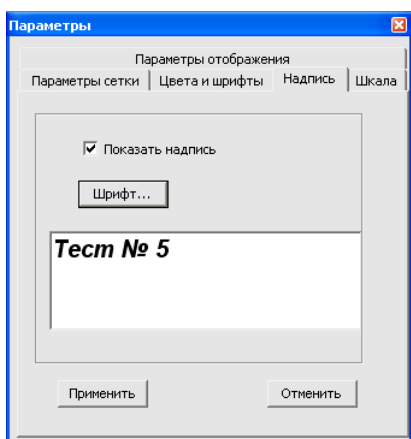 Параметры
Параметры отображения
Параметры сетки Цвета и шрифты Надпись Шкала
Показать надпись
Шрифт...
Тест № 5
Применить Отменить